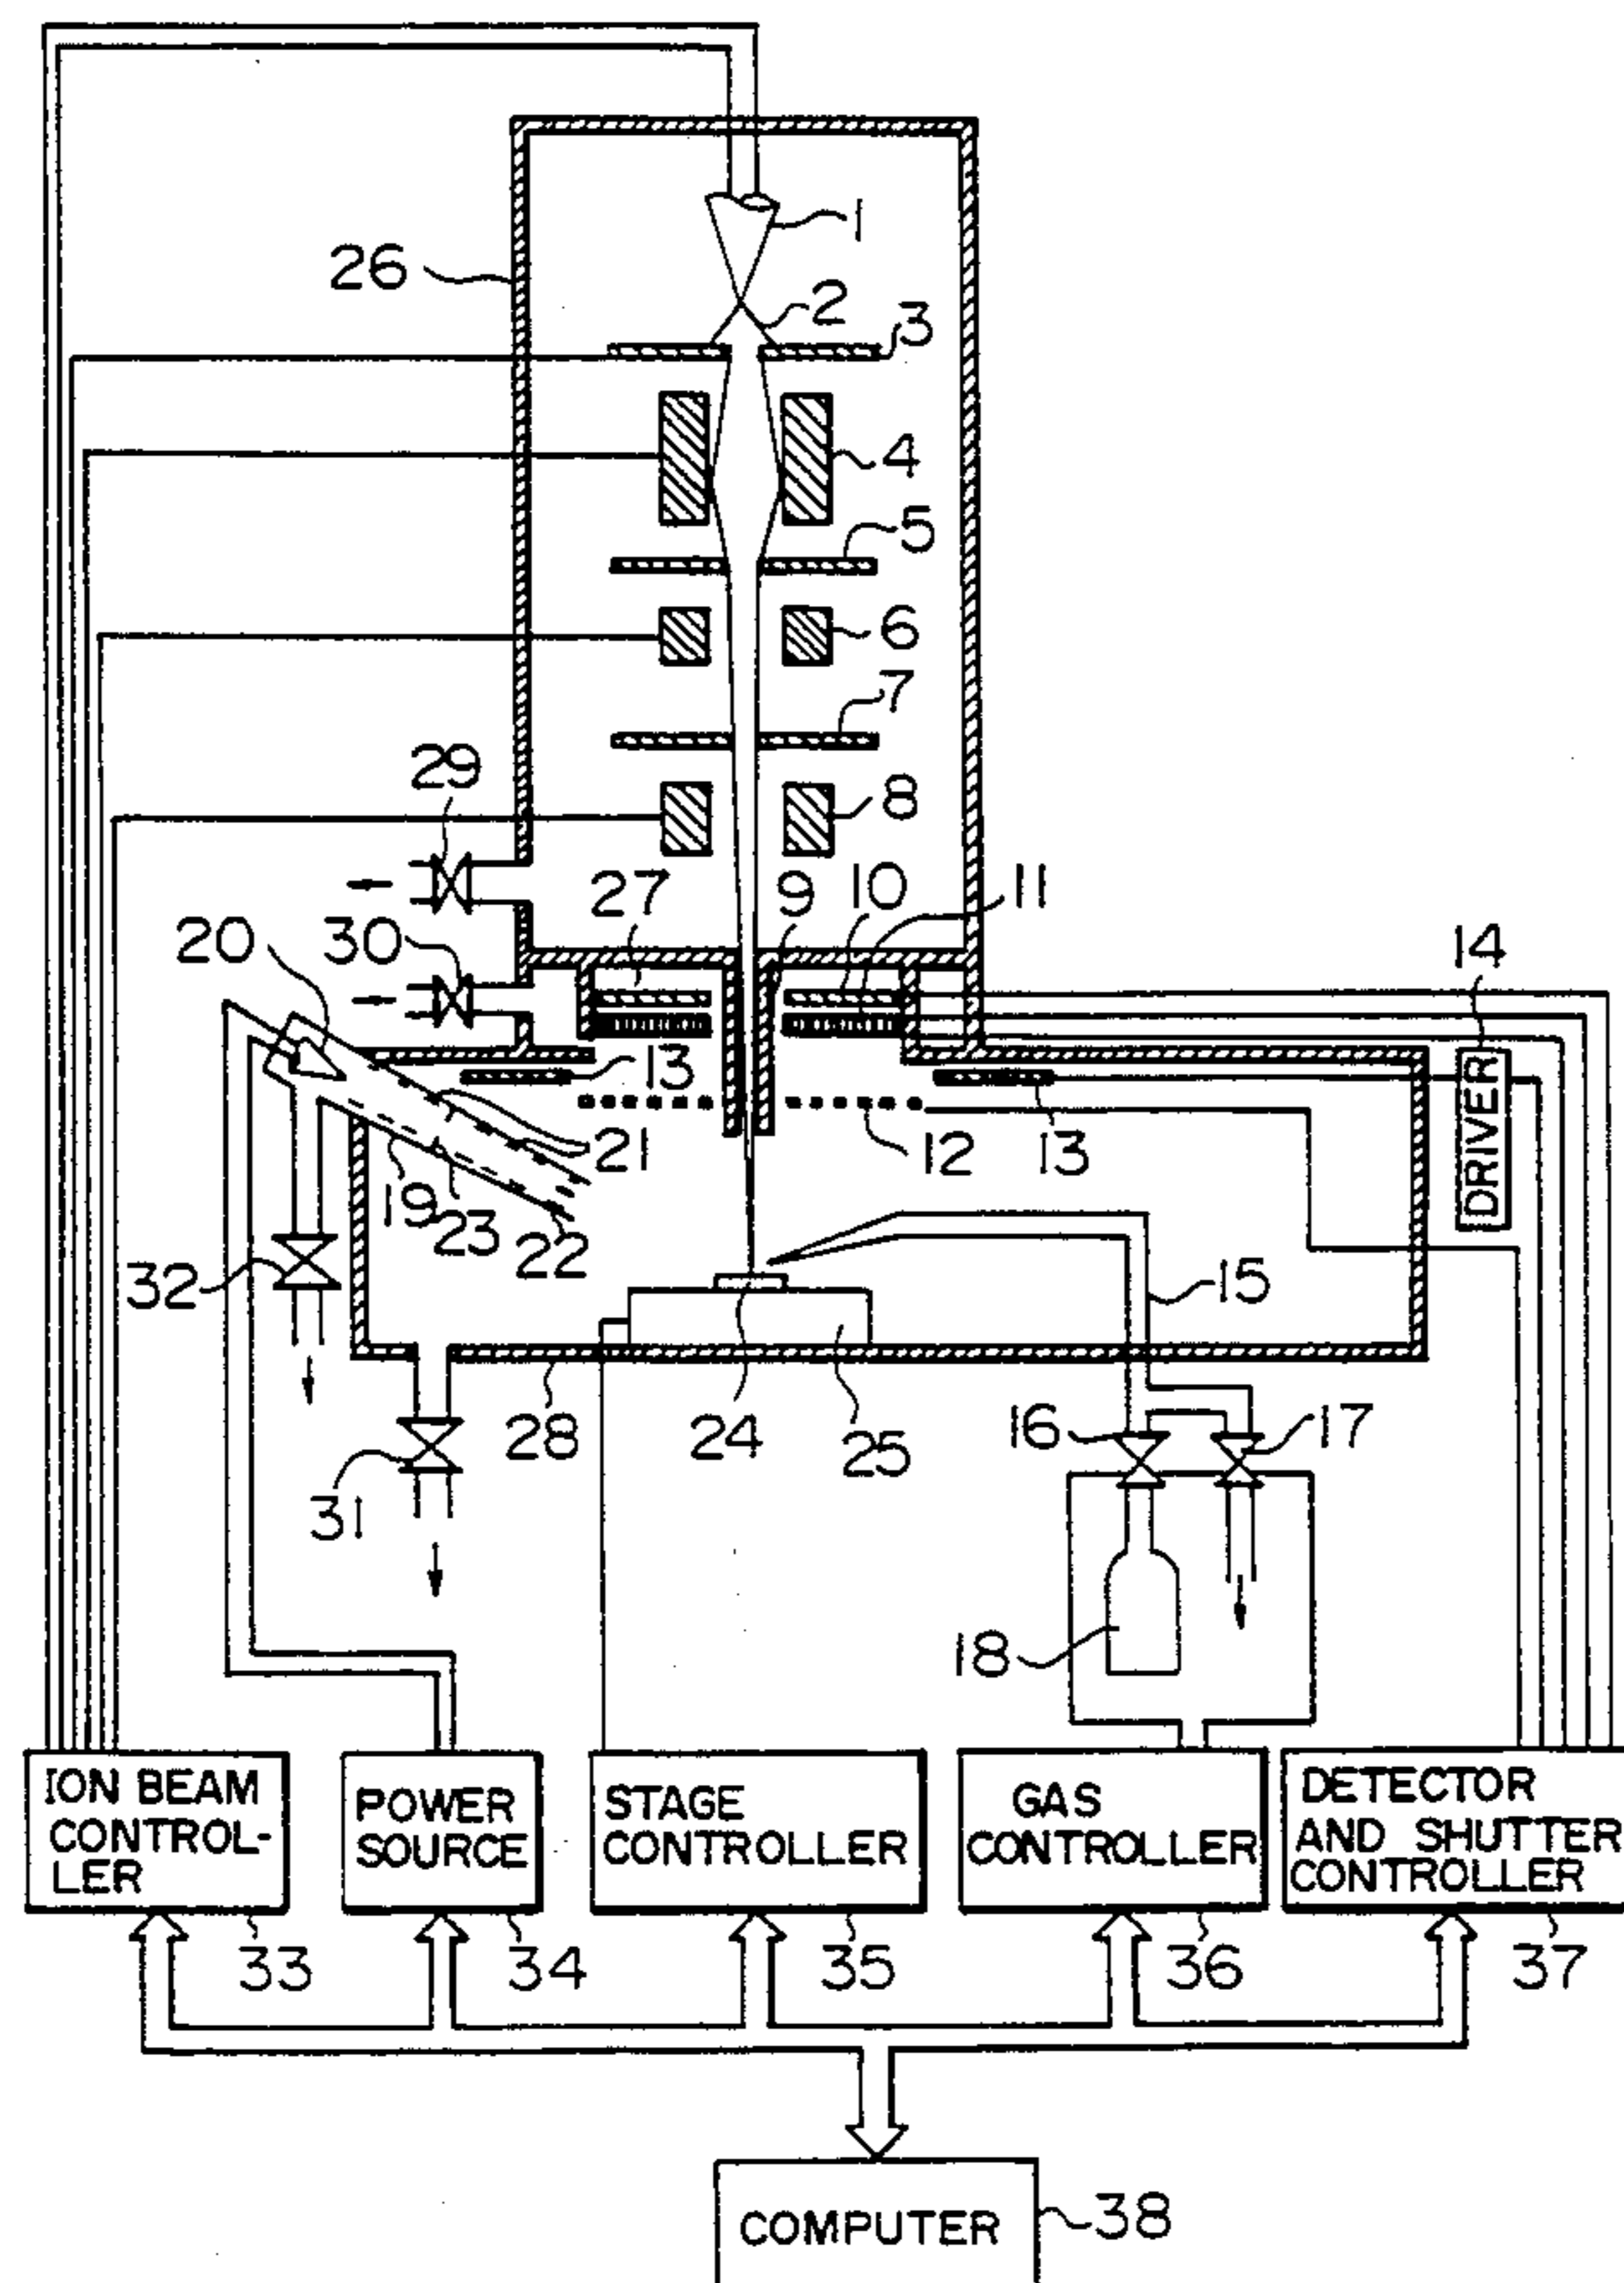 1
26
2
3
4
5
6
7
29
8
27
9
10
11
20
30
14
13
DRIVER
21
12
13
19
23
22
32
15
28
24
25
16
17
31
18
ION BEAM
CONTROL-
LER
POWER
SOURCE
STAGE
CONTROLLER
GAS
CONTROLLER
DETECTOR
AND SHUTTER
CONTROLLER
33
34
35
36
37
COMPUTER
38